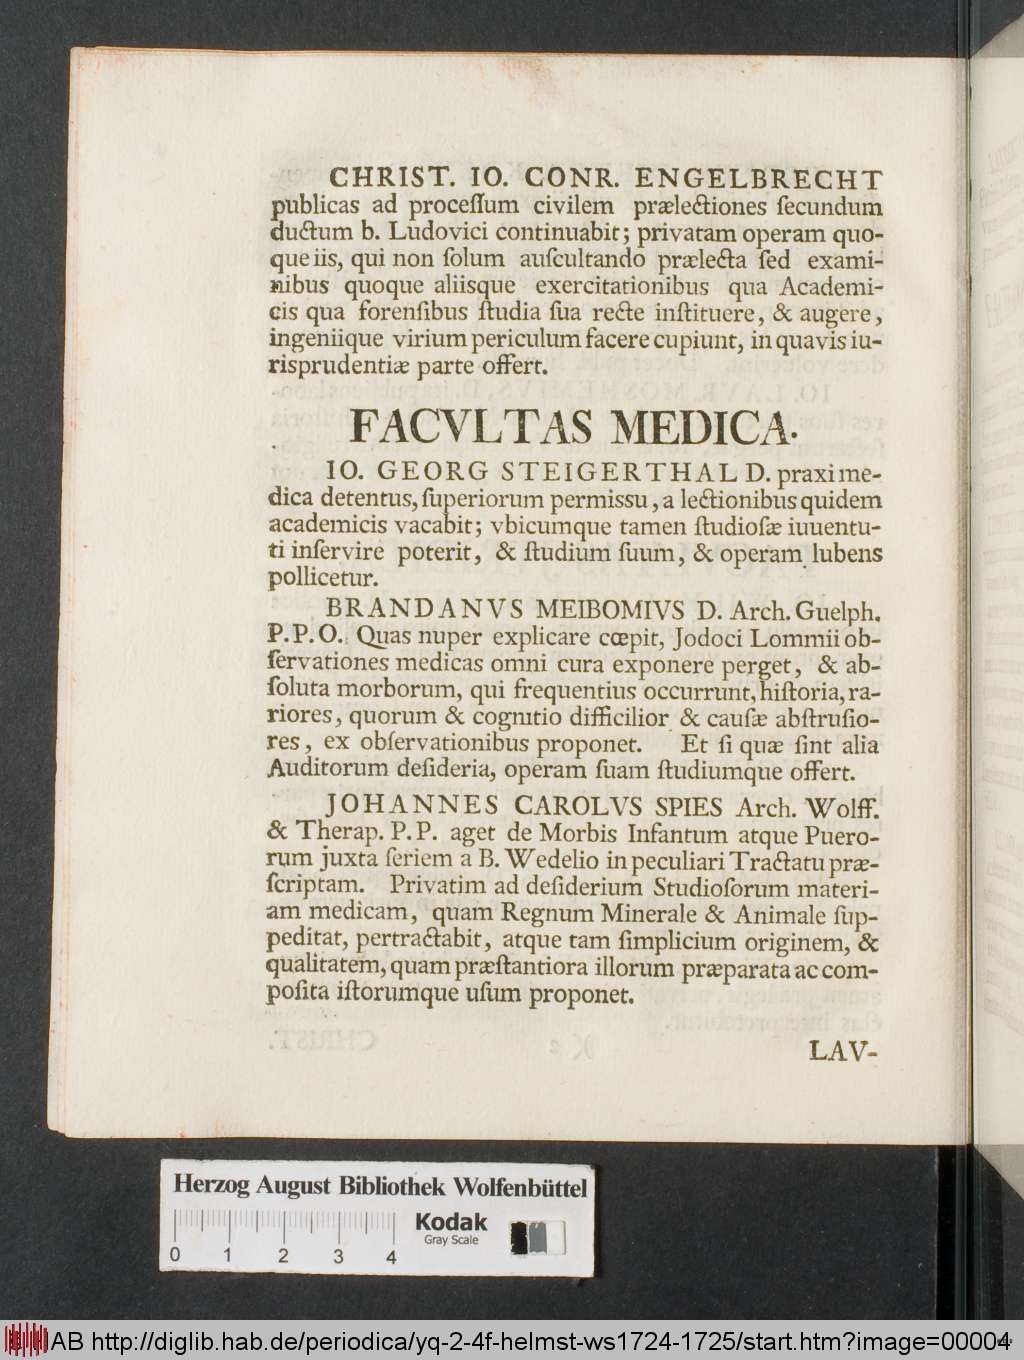 CHRIST. IO. CONR. ENGELBRECHT
publicas ad proceſſum civilem prælectiones ſecundum
ductum b. Ludovici continuabit; privatam operam quo-
que iis, qui non ſolum auſcultando prælecta ſed exami-
nibus quoque aliisque exercitationibus qua Academi-
cis qua forenſibus ſtudia ſua recte inſtituere, & augere,
ingeniique virium periculum facere cupiunt, in quavis iu-
risprudentiæ parte offert.
FACVLTAS MEDICA.
IO. GEORG STEIGERTHAL D. praxi me-
dica detentus, ſuperiorum permissu, a lectionibus quidem
academicis vacabit; vbicumque tamen ſtudioſæ iuuentu-
ti inſervire poterit, & ſtudium ſuum, & operam lubens
pollicetur.
BRANDANVS MEIBOMIVS D. Arch. Guelph.
P. P. O. Quas nuper explicare cœpit, Jodoci Lommii ob-
ſervationes medicas omni cura exponere perget, & ab-
ſoluta morborum, qui frequentius occurrunt, hiſtoria, ra-
riores, quorum & cognitio difficilior & cauſæ abſtruſio-
res, ex obſervationibus proponet. Et ſi quæ ſint alia
Auditorum deſideria, operam ſuam ſtudiumque offert.
JOHANNES CAROLVS SPIES Arch. Wolff.
& Therap. P. P. aget de Morbis Infantum atque Puero-
rum juxta ſeriem a B. Wedelio in peculiari Tractatu præ-
ſcriptam. Privatim ad deſiderium Studioſorum materi-
am medicam, quam Regnum Minerale & Animale ſup-
peditat, pertractabit, atque tam ſimplicium originem, &
qualitatem, quam præſtantiora illorum præparata ac com-
poſita iſtorumque uſum proponet.
LAV-
Herzog August Bibliothek Wolfenbüttel
Kodak
Gray Scale
0 1 2 3 4
HAB http://diglib.hab.de/periodica/yq-2-4f-helmst-ws1724-1725/start.htm?image=00004